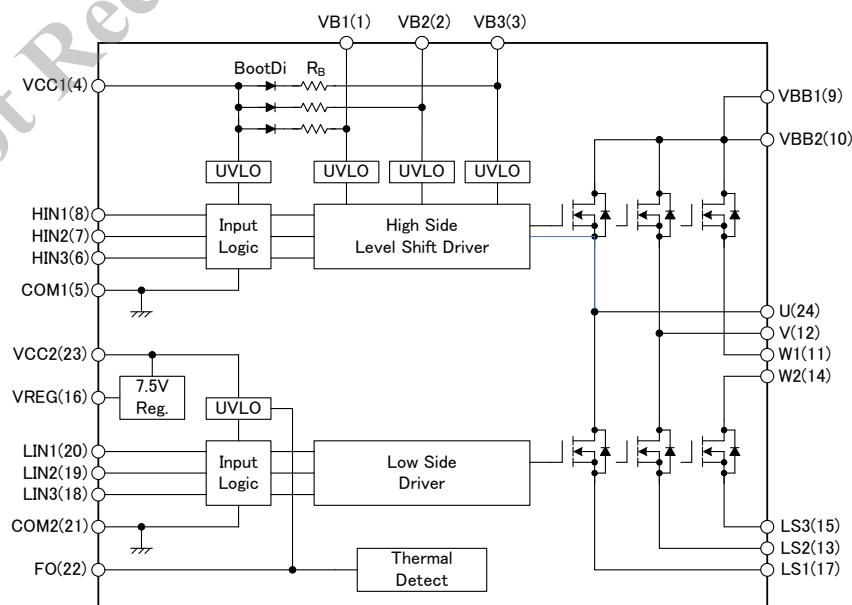 VB1(1) VB2(2) VB3(3)
VCC1(4)
BootDi RB
VBB1(9)
VBB2(10)
UVLO UVLO UVLO UVLO
HIN1(8)
HIN2(7)
HIN3(6)
Input
Logic
High Side
Level Shift Driver
COM1(5)
U(24)
V(12)
W1(11)
W2(14)
VCC2(23)
VREG(16)
7.5V
Reg.
UVLO
LIN1(20)
LIN2(19)
LIN3(18)
Input
Logic
Low Side
Driver
COM2(21)
LS3(15)
LS2(13)
LS1(17)
FO(22)
Thermal
Detect